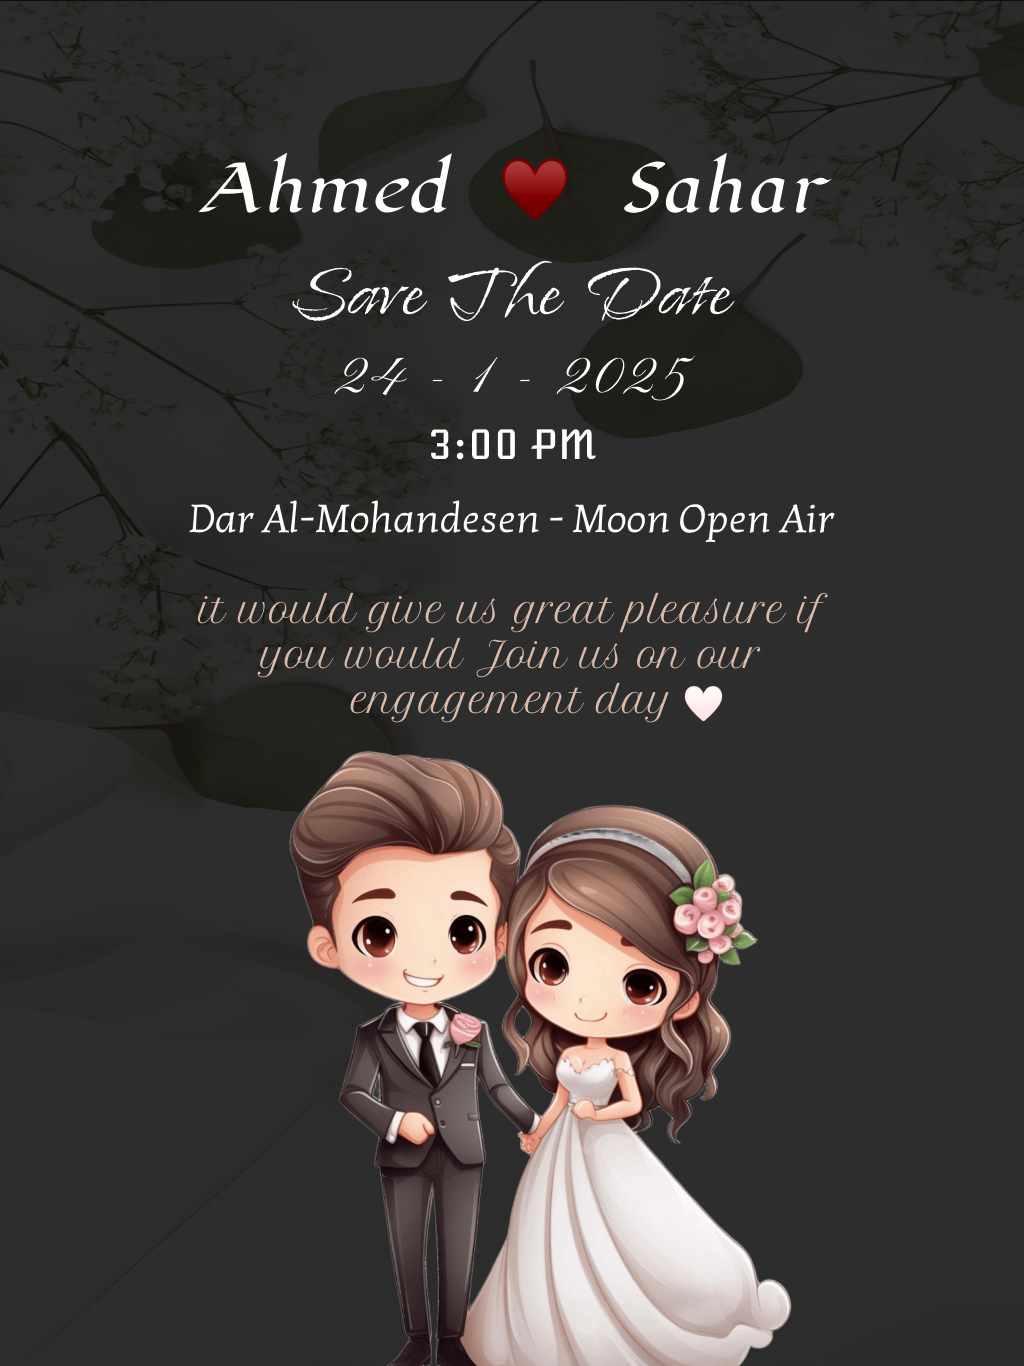 Ahmed ❤️ Sahar
Save The Date
24 - 1 - 2025
3:00 PM
Dar Al-Mohandesen - Moon Open Air
it would give us great pleasure if
you would Join us on our
engagement day 🤍